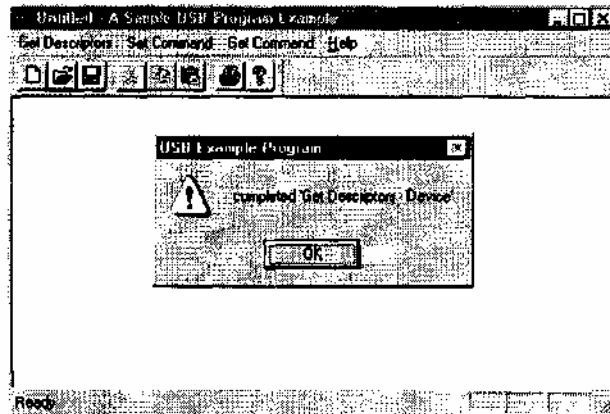 Untitled - A Sample USB Program Example
Get Descriptors Set Command Get Command Help
USB Example Program
completed 'Get Descriptors - Device'
OK
Ready